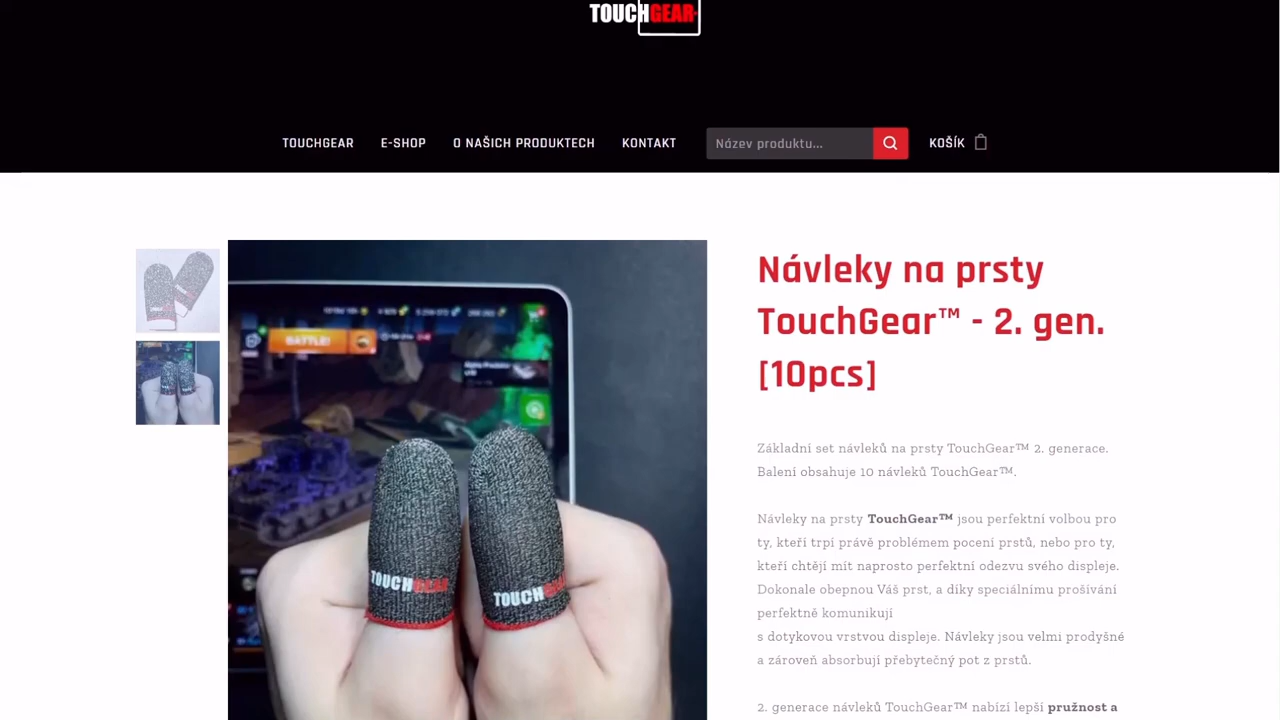 TOUCHGEAR
TOUCHGEAR
E-SHOP
O NAŠICH PRODUKTECH
KONTAKT
Název produktu...
KOŠÍK
BATTLE!
TOUCHGEAR
TOUCHGEAR
Návleky na prsty
TouchGear™ - 2. gen.
[10pcs]
Základní set návleků na prsty TouchGear™ 2. generace.
Balení obsahuje 10 návleků TouchGear™.
Návleky na prsty TouchGear™ jsou perfektní volbou pro
ty, kteří trpí právě problémem pocení prstů, nebo pro ty,
kteří chtějí mít naprosto perfektní odezvu svého displeje.
Dokonale obepnou Váš prst, a díky speciálnímu prošívání
perfektně komunikují
s dotykovou vrstvou displeje. Návleky jsou velmi prodyšné
a zároveň absorbují přebytečný pot z prstů.
2. generace návleků TouchGear™ nabízí lepší pružnost a